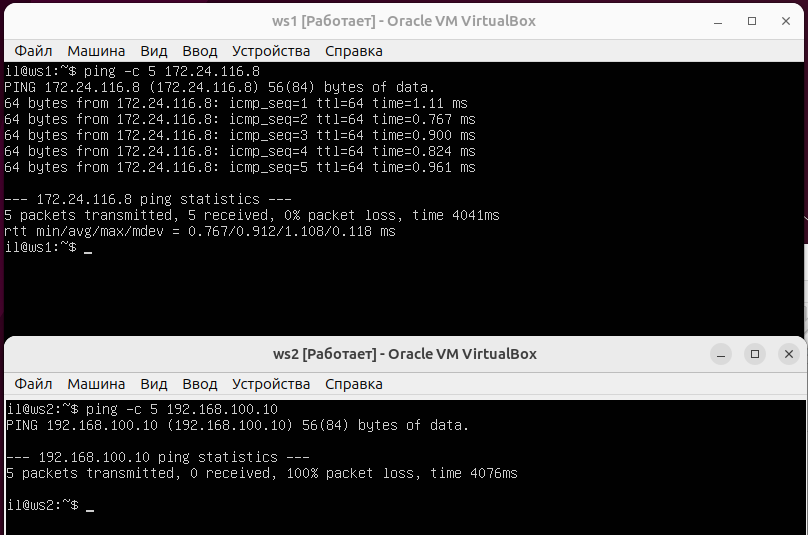 ws1 [Работает] - Oracle VM VirtualBox
Файл Машина Вид Ввод Устройства Справка
il@ws1:~$ ping -c 5 172.24.116.8
PING 172.24.116.8 (172.24.116.8) 56(84) bytes of data.
64 bytes from 172.24.116.8: icmp_seq=1 ttl=64 time=1.11 ms
64 bytes from 172.24.116.8: icmp_seq=2 ttl=64 time=0.767 ms
64 bytes from 172.24.116.8: icmp_seq=3 ttl=64 time=0.900 ms
64 bytes from 172.24.116.8: icmp_seq=4 ttl=64 time=0.824 ms
64 bytes from 172.24.116.8: icmp_seq=5 ttl=64 time=0.961 ms
--- 172.24.116.8 ping statistics ---
5 packets transmitted, 5 received, 0% packet loss, time 4041ms
rtt min/avg/max/mdev = 0.767/0.912/1.108/0.118 ms
il@ws1:~$ _
ws2 [Работает] - Oracle VM VirtualBox
Файл Машина Вид Ввод Устройства Справка
il@ws2:~$ ping -c 5 192.168.100.10
PING 192.168.100.10 (192.168.100.10) 56(84) bytes of data.
--- 192.168.100.10 ping statistics ---
5 packets transmitted, 0 received, 100% packet loss, time 4076ms
il@ws2:~$ _